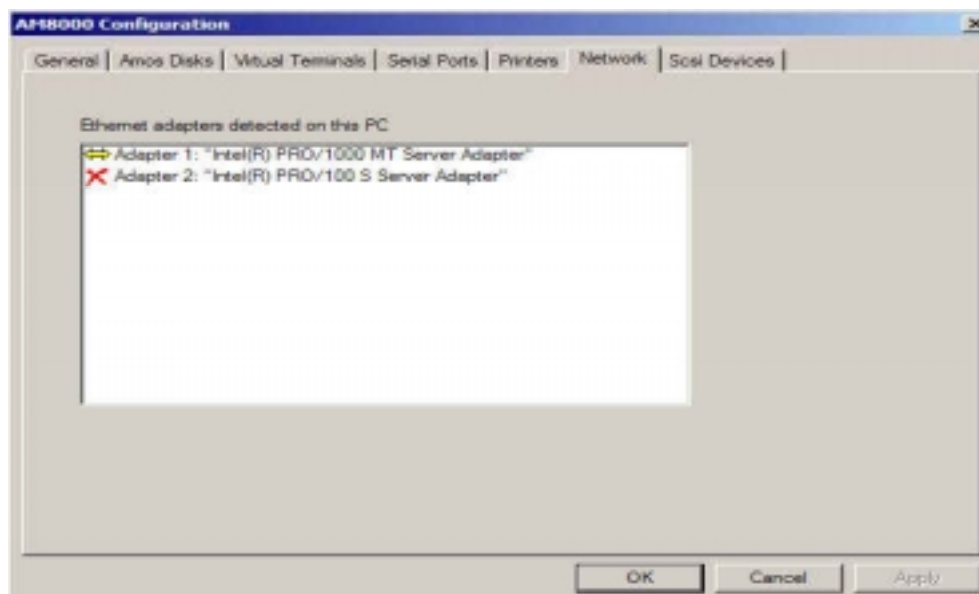 AM8000 Configuration
General Amos Disks Virtual Terminals Serial Ports Printers Network Scsi Devices
Ethernet adapters detected on this PC
Adapter 1: "Intel(R) PRO/1000 MT Server Adapter"
Adapter 2: "Intel(R) PRO/100 S Server Adapter"
OK Cancel Apply